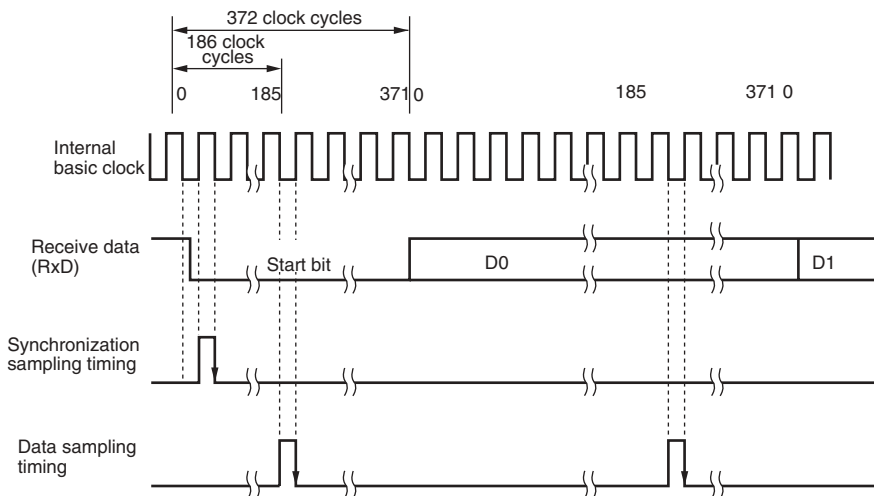 372 clock cycles
186 clock
cycles
0 185 371 0 185 371 0
Internal
basic clock
Receive data
(RxD)
Start bit D0 D1
Synchronization
sampling timing
Data sampling
timing